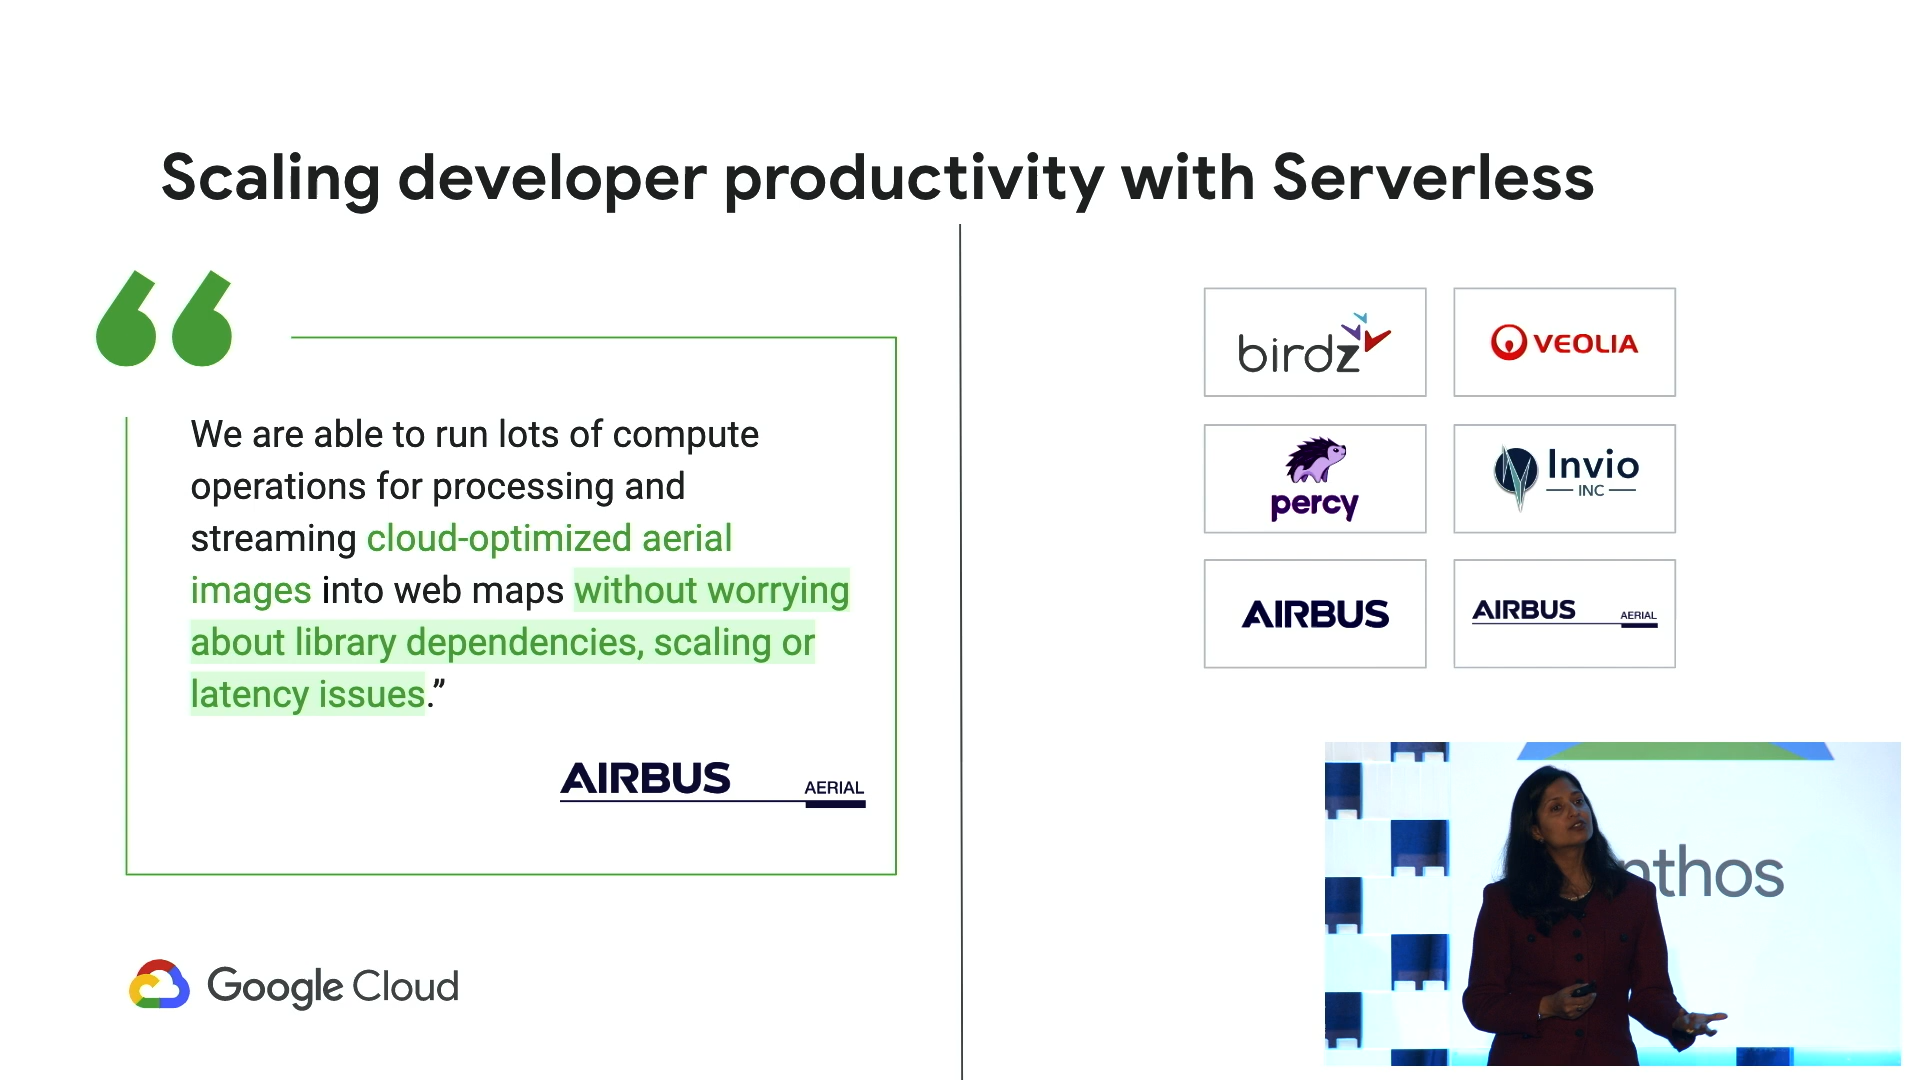 Scaling developer productivity with Serverless
We are able to run lots of compute
operations for processing and
streaming cloud-optimized aerial
images into web maps without worrying
about library dependencies, scaling or
latency issues.”
AIRBUS AERIAL
Google Cloud
birdz
VEOLIA
percy
Invio
INC
AIRBUS
AIRBUS AERIAL
nthos